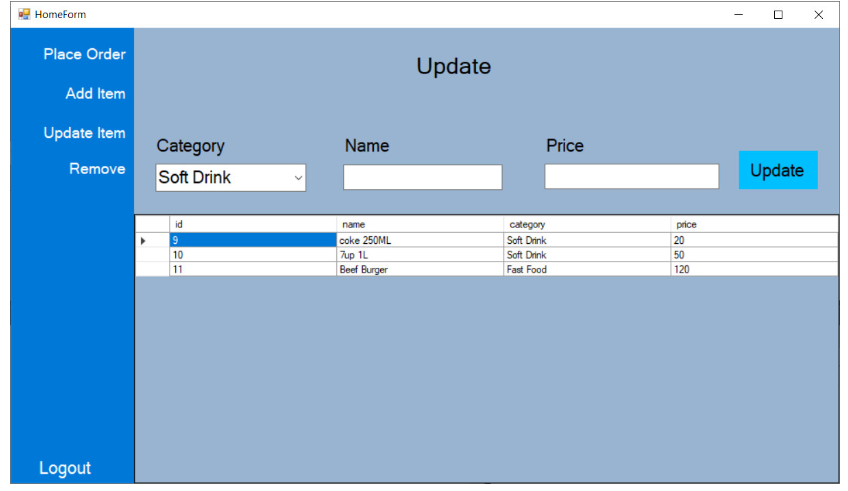 HomeForm
Place Order
Add Item
Update Item
Remove
Logout
Update
Category
Name
Price
Soft Drink
Update
id name category price
9 coke 250ML Soft Drink 20
10 7up 1L Soft Drink 50
11 Beef Burger Fast Food 120